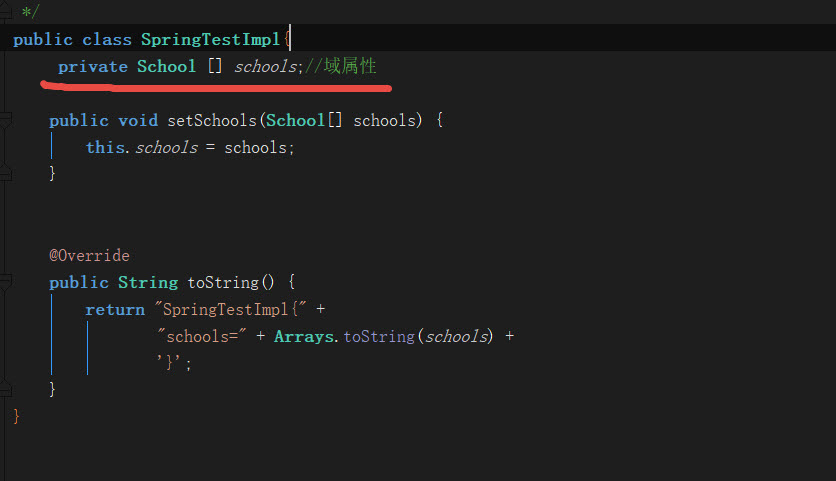 */
public class SpringTestImpl{
private School [] schools;//域属性
public void setSchools(School[] schools) {
this.schools = schools;
}
@Override
public String toString() {
return "SpringTestImpl{" +
"schools=" + Arrays.toString(schools) +
'}';
}
}